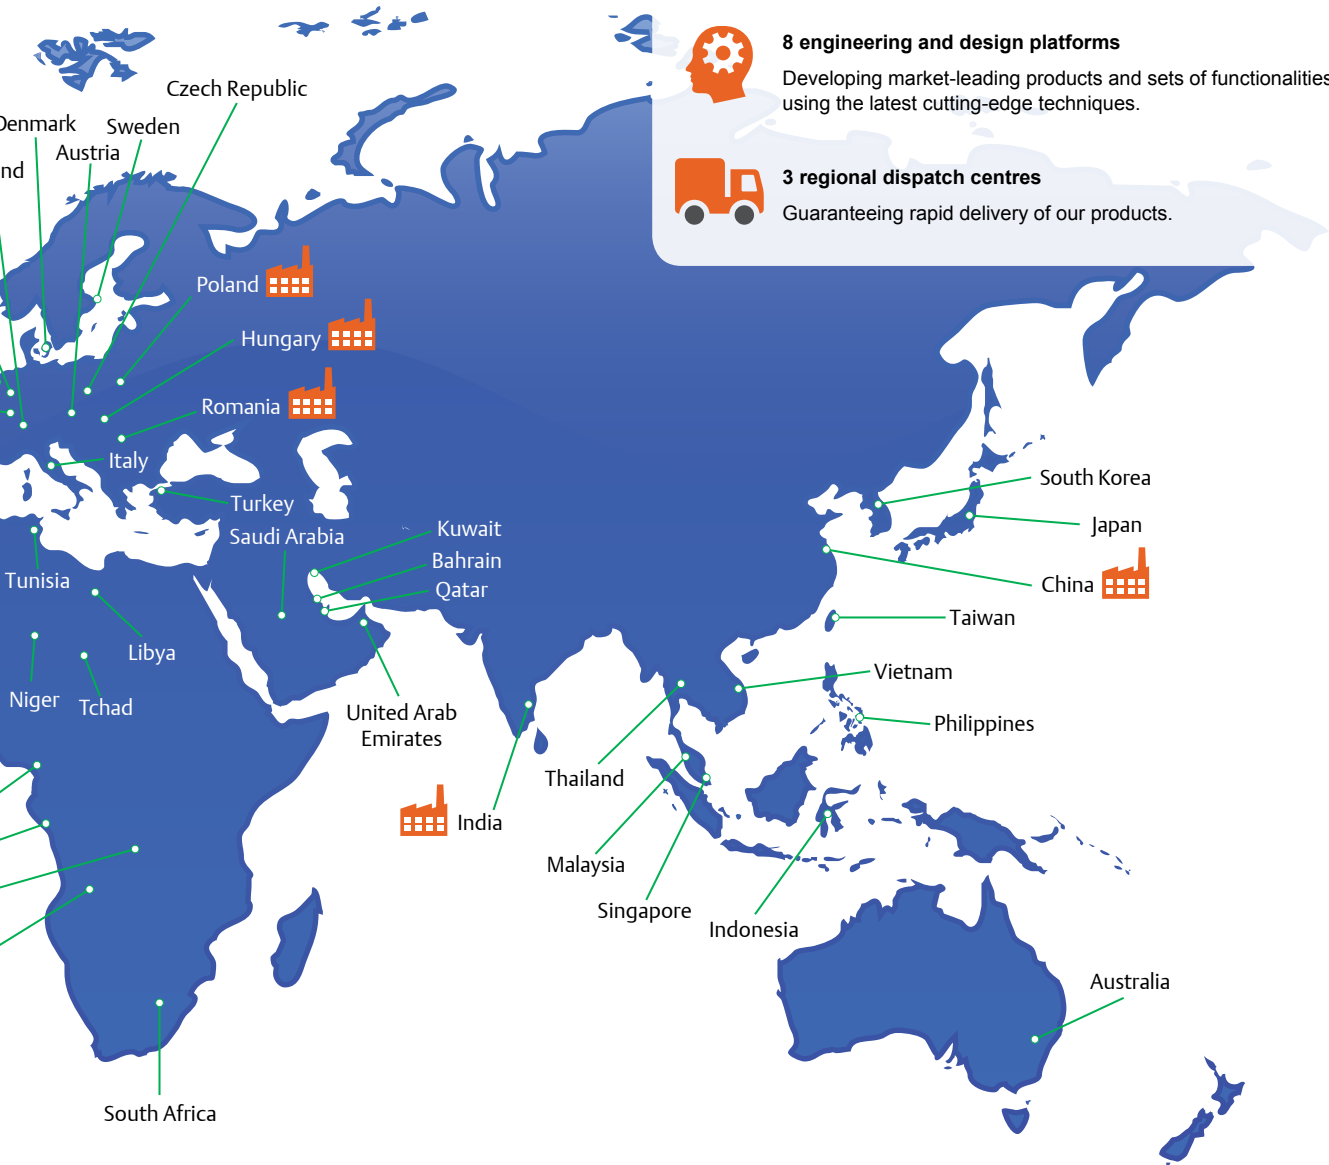 8 engineering and design platforms
Developing market-leading products and sets of functionalities
using the latest cutting-edge techniques.
3 regional dispatch centres
Guaranteeing rapid delivery of our products.
Czech Republic
Denmark
Sweden
Austria
nd
Poland
Hungary
Romania
Italy
Turkey
Saudi Arabia
Kuwait
Bahrain
Qatar
Tunisia
Libya
Niger
Tchad
United Arab
Emirates
India
South Korea
Japan
China
Taiwan
Vietnam
Philippines
Thailand
Malaysia
Singapore
Indonesia
Australia
South Africa